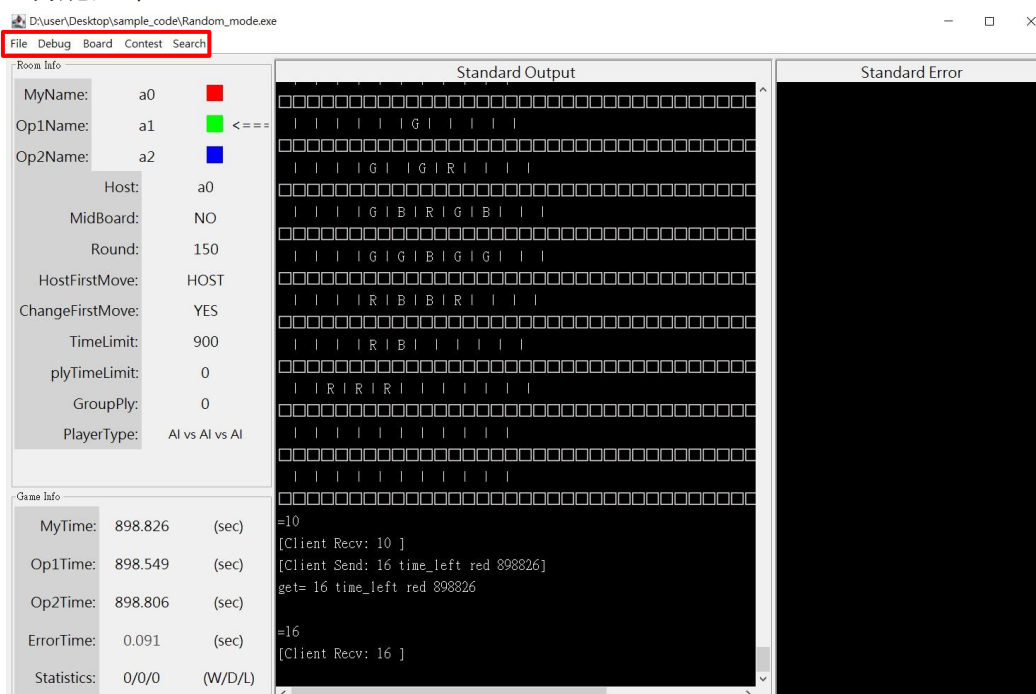 D:\user\Desktop\sample_code\Random_mode.exe
File Debug Board Contest Search
Room Info
MyName: a0
Op1Name: a1 <===
Op2Name: a2
Host: a0
MidBoard: NO
Round: 150
HostFirstMove: HOST
ChangeFirstMove: YES
TimeLimit: 900
plyTimeLimit: 0
GroupPly: 0
PlayerType: AI vs AI vs AI
Game Info
MyTime: 898.826 (sec)
Op1Time: 898.549 (sec)
Op2Time: 898.806 (sec)
ErrorTime: 0.091 (sec)
Statistics: 0/0/0 (W/D/L)
Standard Output
| | | | | | G | | | | |
| | | | G | | G | R | | | |
| | | | G | B | R | G | B | | |
| | | | G | G | B | G | G | | |
| | | | R | B | B | R | | | |
| | | | R | B | | | | | |
| | R | R | R | | | | | | |
| | | | | | | | | | |
| | | | | | | | | | |
=10
[Client Recv: 10 ]
[Client Send: 16 time_left red 898826]
get= 16 time_left red 898826
=16
[Client Recv: 16 ]
Standard Error